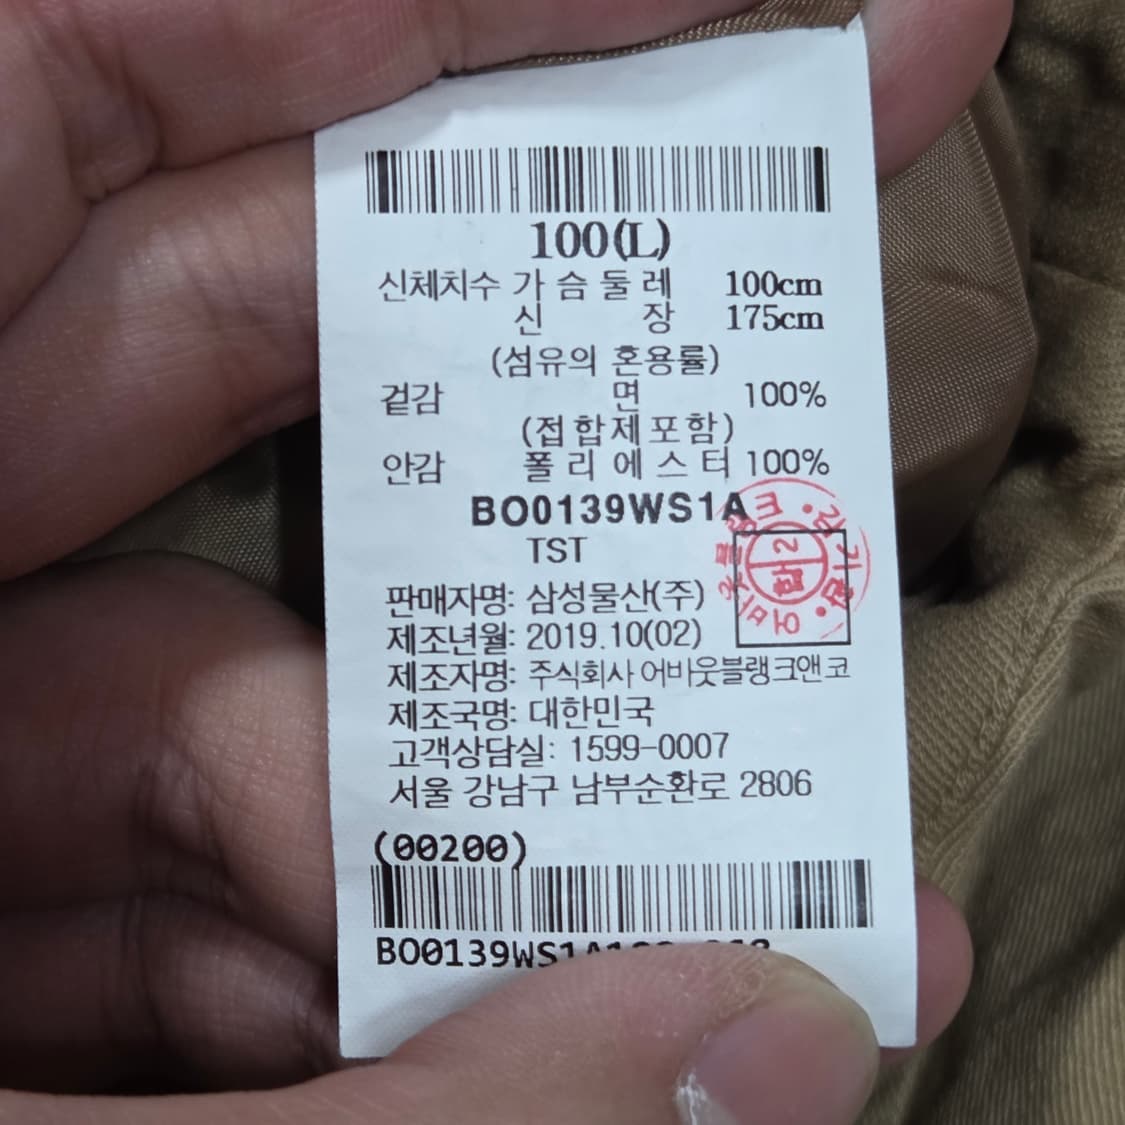 100(L)
신체치수 가슴둘레 100cm
신장 175cm
(섬유의 혼용률)
겉감 면 100%
(접합제포함)
안감 폴리에스터 100%
BO0139WS1A
TST
판매자명: 삼성물산(주)
제조년월: 2019.10(02)
제조자명: 주식회사 어바웃블랭크앤코
제조국명: 대한민국
고객상담실: 1599-0007
서울 강남구 남부순환로 2806
(00200)